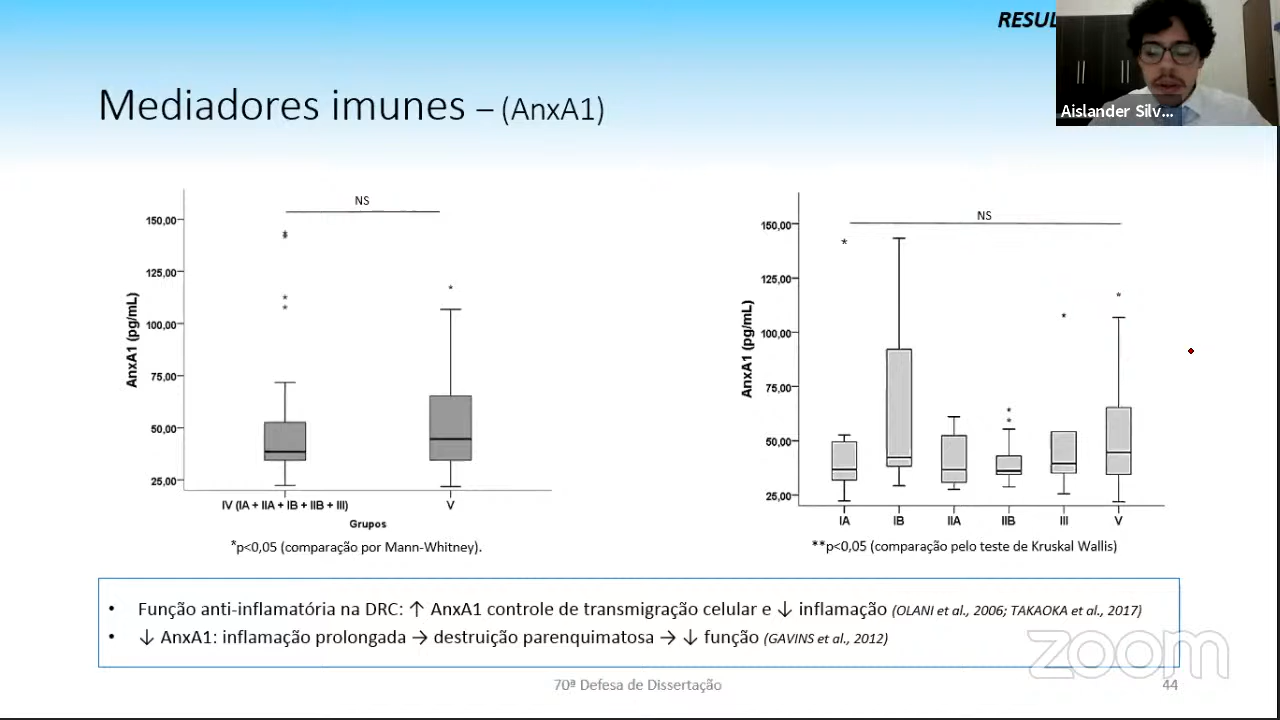 RESUL
Aislander Silv...
Mediadores imunes – (AnxA1)
NS
150,00
125,00
100,00
75,00
50,00
25,00
AnxA1 (pg/mL)
IV (IA + IIA + IB + IIB + III)
V
Grupos
*p<0,05 (comparação por Mann-Whitney).
NS
150,00
125,00
100,00
75,00
50,00
25,00
AnxA1 (pg/mL)
IA
IB
IIA
IIB
III
V
**p<0,05 (comparação pelo teste de Kruskal Wallis)
• Função anti-inflamatória na DRC: ↑ AnxA1 controle de transmigração celular e ↓ inflamação (OLANI et al., 2006; TAKAOKA et al., 2017)
• ↓ AnxA1: inflamação prolongada → destruição parenquimatosa → ↓ função (GAVINS et al., 2012)
zoom
70ª Defesa de Dissertação
44